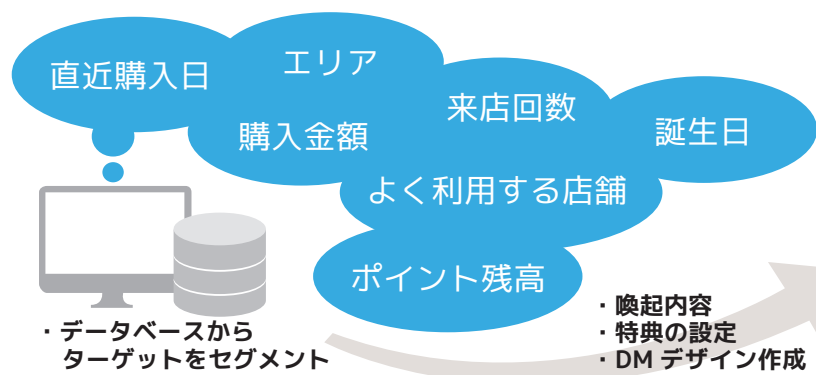 直近購入日
エリア
購入金額
来店回数
誕生日
よく利用する店舗
ポイント残高
・データベースから
ターゲットをセグメント
・喚起内容
・特典の設定
・DM デザイン作成